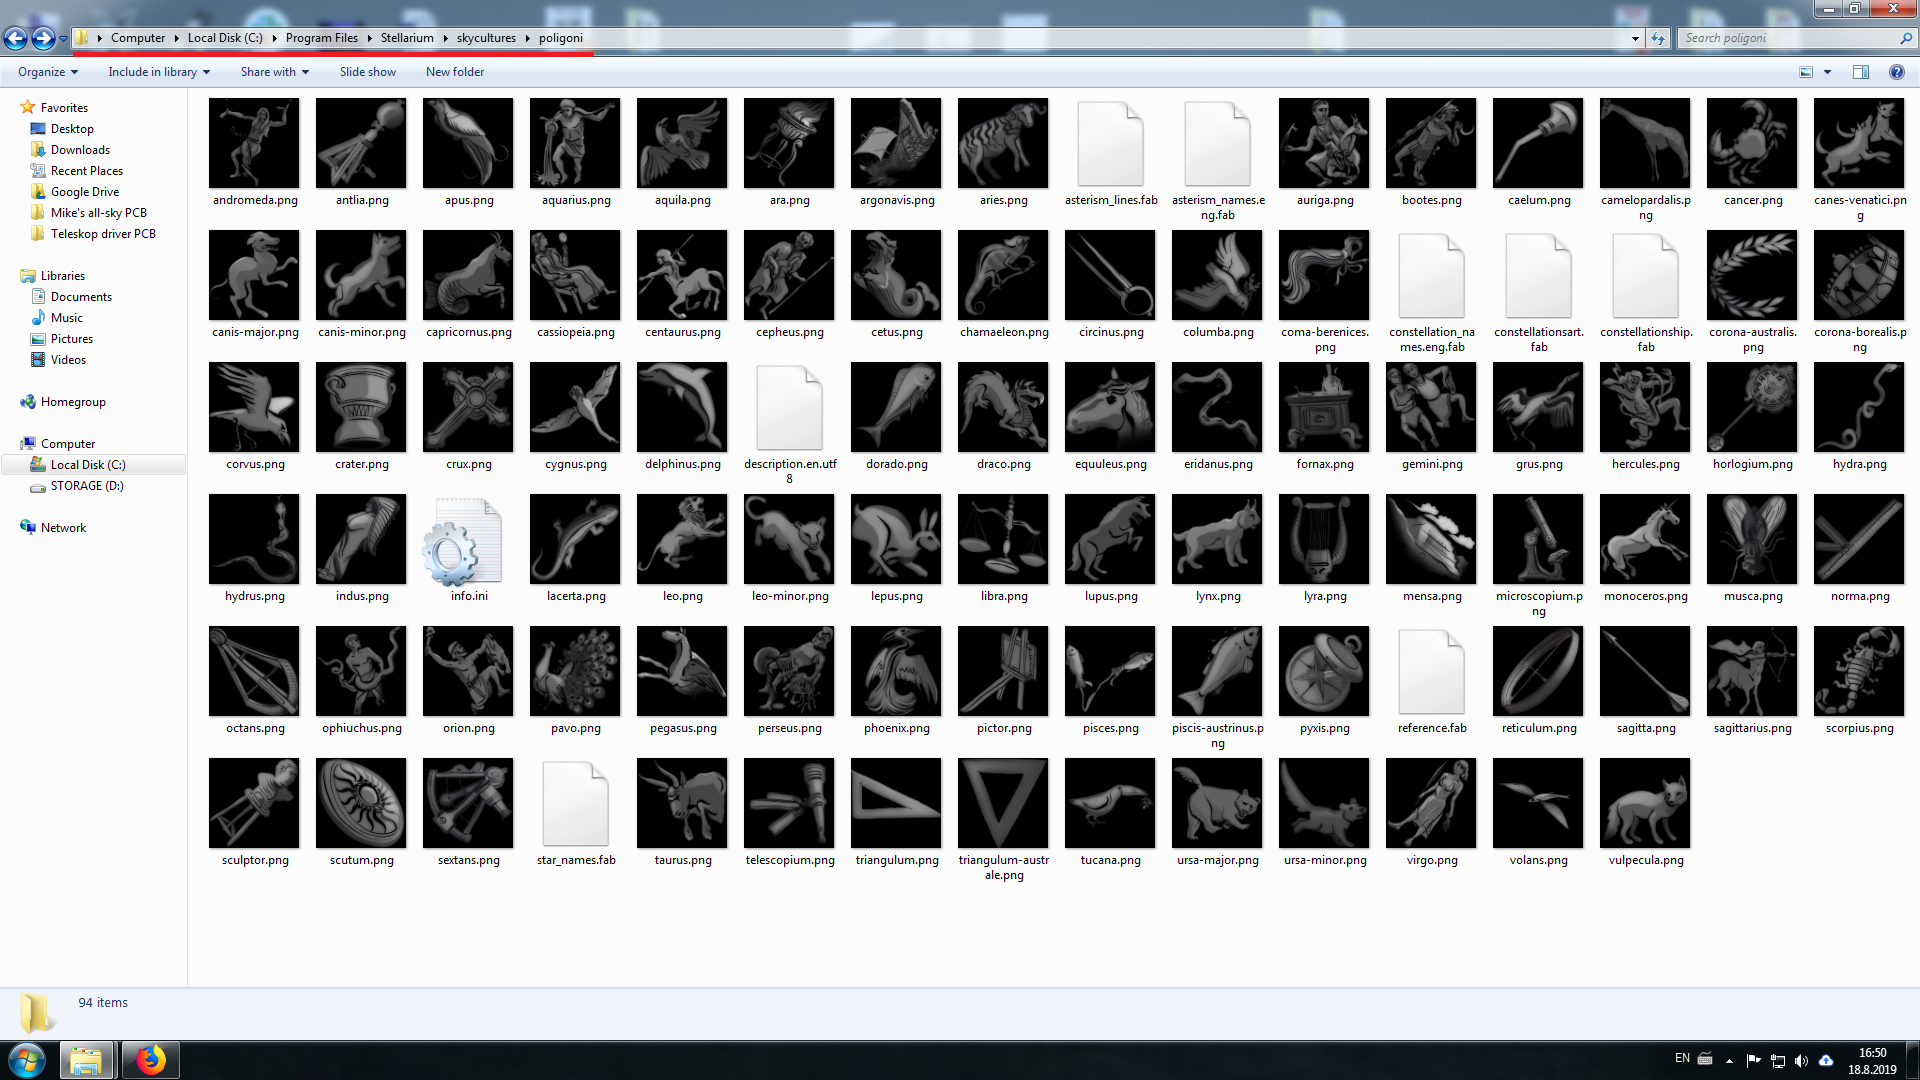 Computer Local Disk (C:) Program Files Stellarium skycultures poligoni
Search poligoni
Organize Include in library Share with Slide show New folder
Favorites
Desktop
Downloads
Recent Places
Google Drive
Mike's all-sky PCB
Teleskop driver PCB
Libraries
Documents
Music
Pictures
Videos
Homegroup
Computer
Local Disk (C:)
STORAGE (D:)
Network
andromeda.png antlia.png apus.png aquarius.png aquila.png ara.png argonavis.png aries.png asterism_lines.fab asterism_names.e auriga.png bootes.png caelum.png camelopardalis.p cancer.png canes-venatici.pn
ng.fab ng g
canis-major.png canis-minor.png capricornus.png cassiopeia.png centaurus.png cepheus.png cetus.png chamaeleon.png circinus.png columba.png coma-berenices. constellation_na constellationsart. constellationship. corona-australis. corona-borealis.p
png mes.eng.fab fab fab png ng
corvus.png crater.png crux.png cygnus.png delphinus.png description.en.utf dorado.png draco.png equuleus.png eridanus.png fornax.png gemini.png grus.png hercules.png horlogium.png hydra.png
8
hydrus.png indus.png info.ini lacerta.png leo.png leo-minor.png lepus.png libra.png lupus.png lynx.png lyra.png mensa.png microscopium.p monoceros.png musca.png norma.png
ng
octans.png ophiuchus.png orion.png pavo.png pegasus.png perseus.png phoenix.png pictor.png pisces.png piscis-austrinus.p pyxis.png reference.fab reticulum.png sagitta.png sagittarius.png scorpius.png
ng
sculptor.png scutum.png sextans.png star_names.fab taurus.png telescopium.png triangulum.png triangulum-austr tucana.png ursa-major.png ursa-minor.png virgo.png volans.png vulpecula.png
ale.png
94 items
EN
16:50
18.8.2019